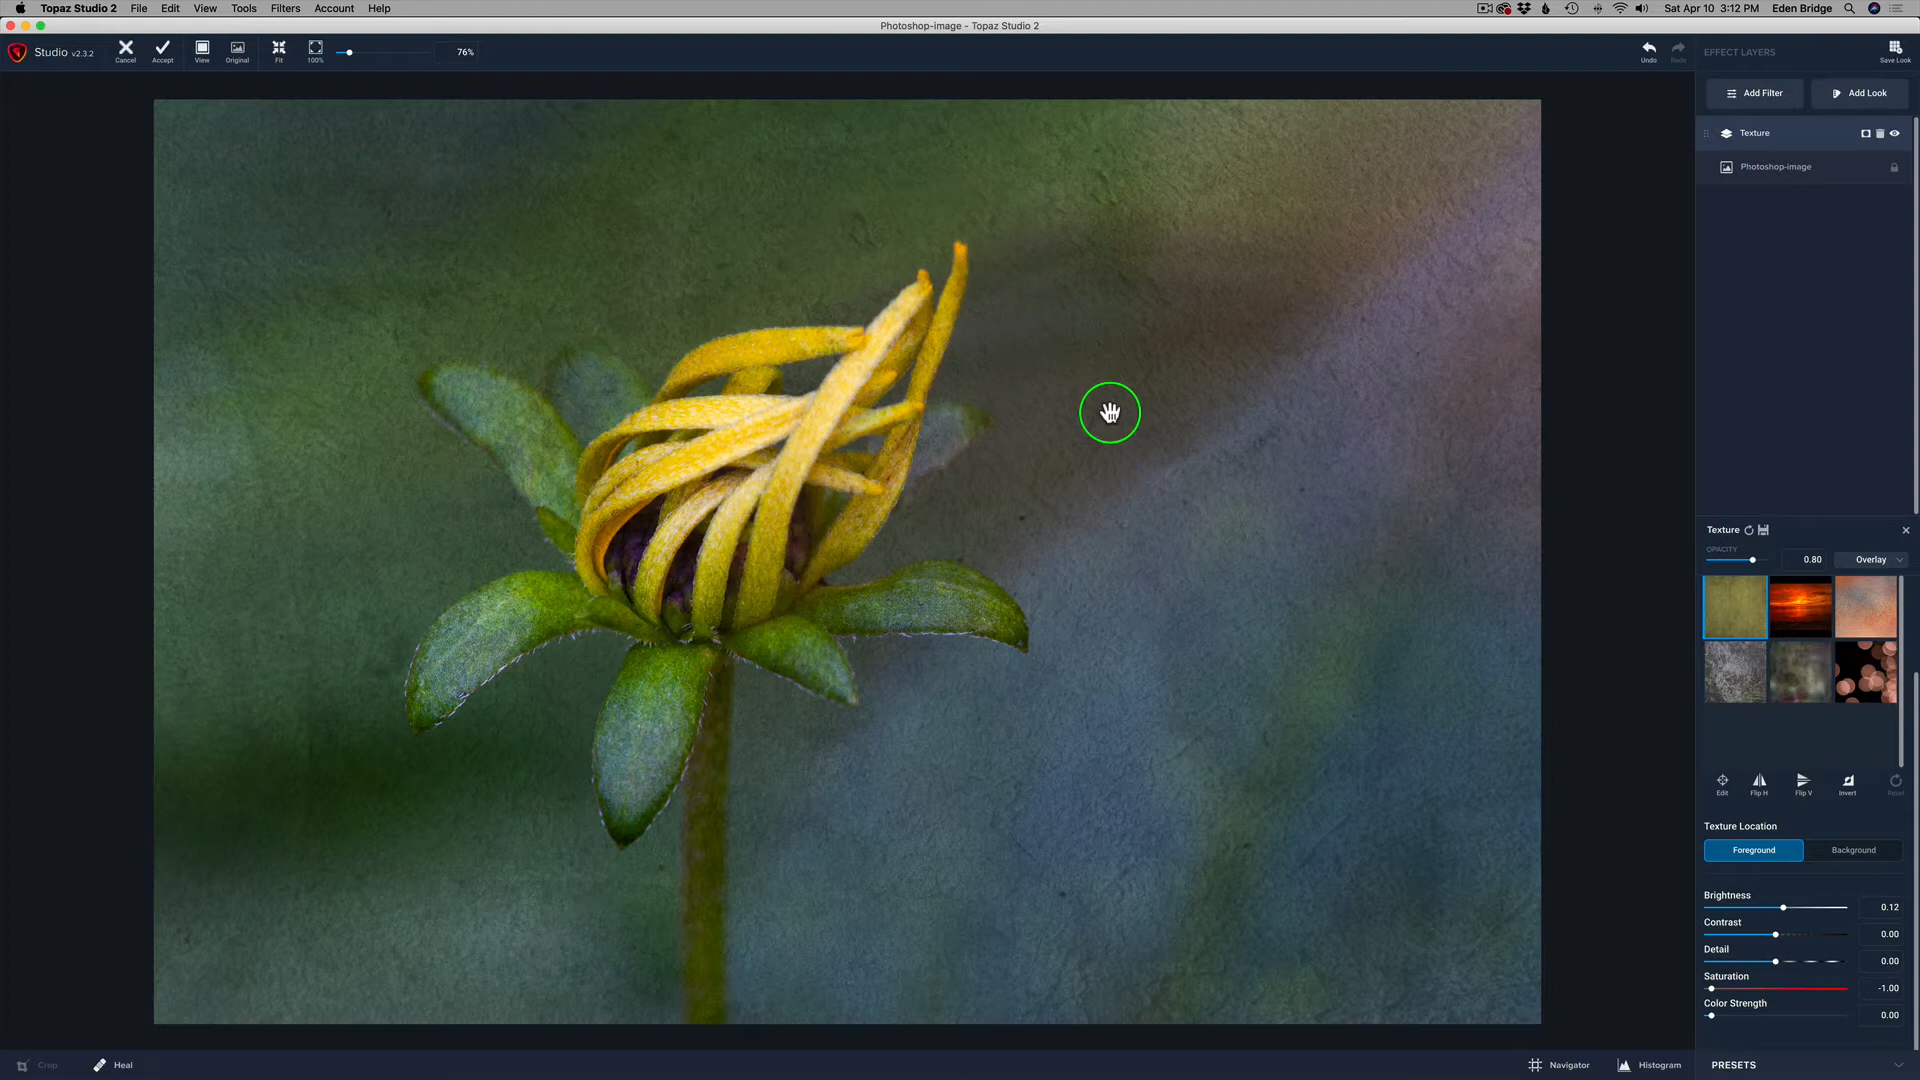 Topaz Studio 2 File Edit View Tools Filters Account Help Sat Apr 10 3:12 PM Eden Bridge
Photoshop-image - Topaz Studio 2
Studio v2.3.2 Cancel Accept View Original Fit 100% 76% Undo Redo EFFECT LAYERS Save Look
Add Filter Add Look
Texture
Photoshop-image
Texture
OPACITY 0.80 Overlay
Edit Flip H Flip V Invert Reset
Texture Location
Foreground Background
Brightness
0.12
Contrast
0.00
Detail
0.00
Saturation
-1.00
Color Strength
0.00
Crop Heal Navigator Histogram PRESETS